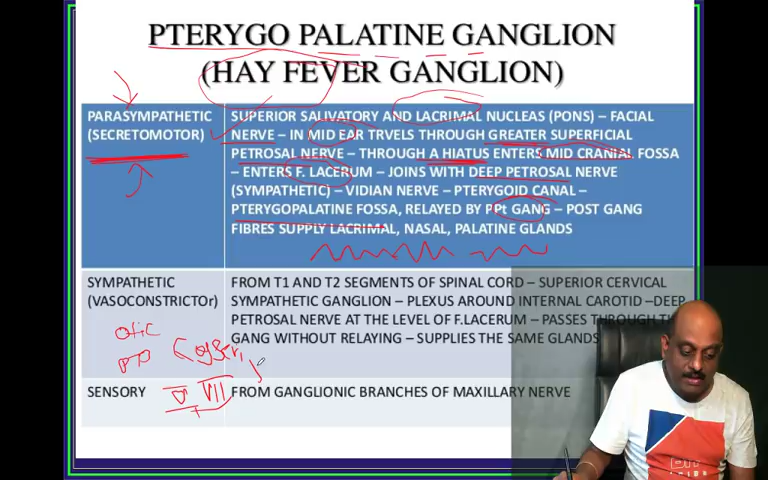 PTERYGO PALATINE GANGLION
(HAY FEVER GANGLION)
PARASYMPATHETIC
(SECRETOMOTOR)
SUPERIOR SALIVATORY AND LACRIMAL NUCLEAS (PONS) – FACIAL
NERVE – IN MID EAR TRVELS THROUGH GREATER SUPERFICIAL
PETROSAL NERVE – THROUGH A HIATUS ENTERS MID CRANIAL FOSSA
– ENTERS F. LACERUM – JOINS WITH DEEP PETROSAL NERVE
(SYMPATHETIC) – VIDIAN NERVE – PTERYGOID CANAL –
PTERYGOPALATINE FOSSA, RELAYED BY PPt GANG – POST GANG
FIBRES SUPPLY LACRIMAL, NASAL, PALATINE GLANDS
SYMPATHETIC
(VASOCONSTRICTOr)
FROM T1 AND T2 SEGMENTS OF SPINAL CORD – SUPERIOR CERVICAL
SYMPATHETIC GANGLION – PLEXUS AROUND INTERNAL CAROTID –DEEP
PETROSAL NERVE AT THE LEVEL OF F.LACERUM – PASSES THROUGH
GANG WITHOUT RELAYING – SUPPLIES THE SAME GLANDS
otic
PP
V VII
SENSORY
FROM GANGLIONIC BRANCHES OF MAXILLARY NERVE